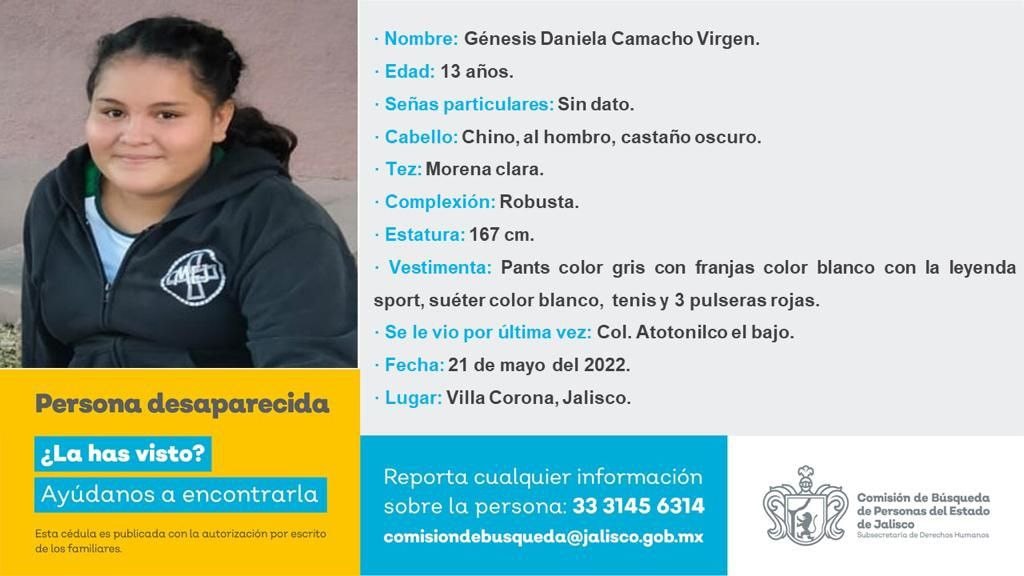 · Nombre: Génesis Daniela Camacho Virgen.
· Edad: 13 años.
· Señas particulares: Sin dato.
· Cabello: Chino, al hombro, castaño oscuro.
· Tez: Morena clara.
· Complexión: Robusta.
· Estatura: 167 cm.
· Vestimenta: Pants color gris con franjas color blanco con la leyenda
sport, suéter color blanco, tenis y 3 pulseras rojas.
· Se le vio por última vez: Col. Atotonilco el bajo.
· Fecha: 21 de mayo del 2022.
· Lugar: Villa Corona, Jalisco.
MEJ
Persona desaparecida
¿La has visto?
Ayúdanos a encontrarla
Esta cédula es publicada con la autorización por escrito
de los familiares.
Reporta cualquier información
sobre la persona: 33 3145 6314
comisiondebusqueda@jalisco.gob.mx
Comisión de Búsqueda
de Personas del Estado
de Jalisco
Subsecretaría de Derechos Humanos